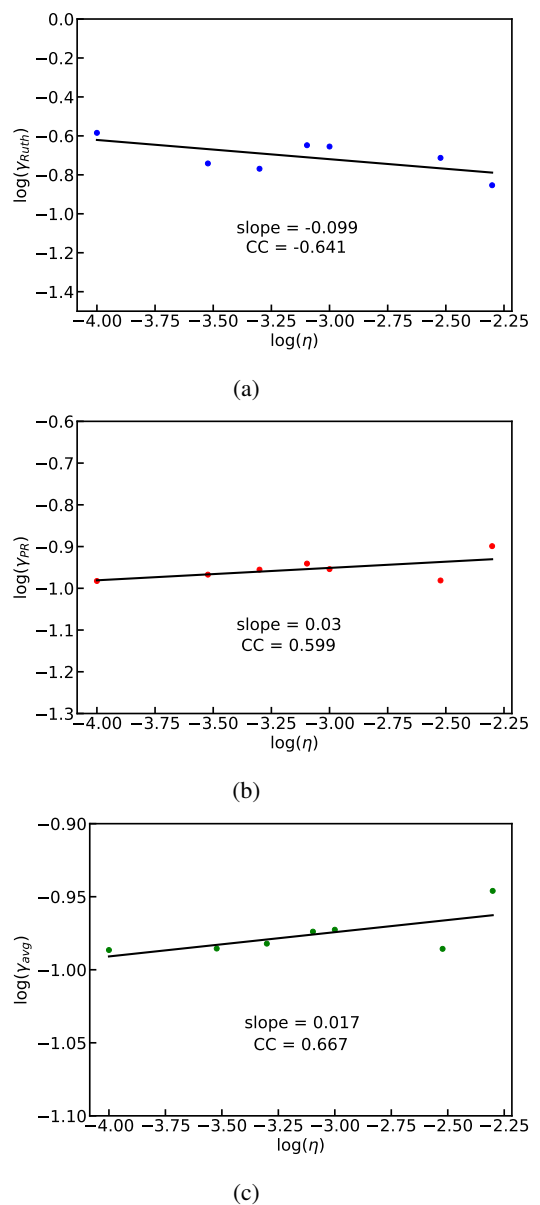 0.0
−0.2
−0.4
−0.6
−0.8
−1.0
−1.2
−1.4
log(γRuth)
slope = -0.099
CC = -0.641
−4.00 −3.75 −3.50 −3.25 −3.00 −2.75 −2.50 −2.25
log(η)
(a)
−0.6
−0.7
−0.8
−0.9
−1.0
−1.1
−1.2
−1.3
log(γPR)
slope = 0.03
CC = 0.599
−4.00 −3.75 −3.50 −3.25 −3.00 −2.75 −2.50 −2.25
log(η)
(b)
−0.90
−0.95
−1.00
−1.05
−1.10
log(γavg)
slope = 0.017
CC = 0.667
−4.00 −3.75 −3.50 −3.25 −3.00 −2.75 −2.50 −2.25
log(η)
(c)